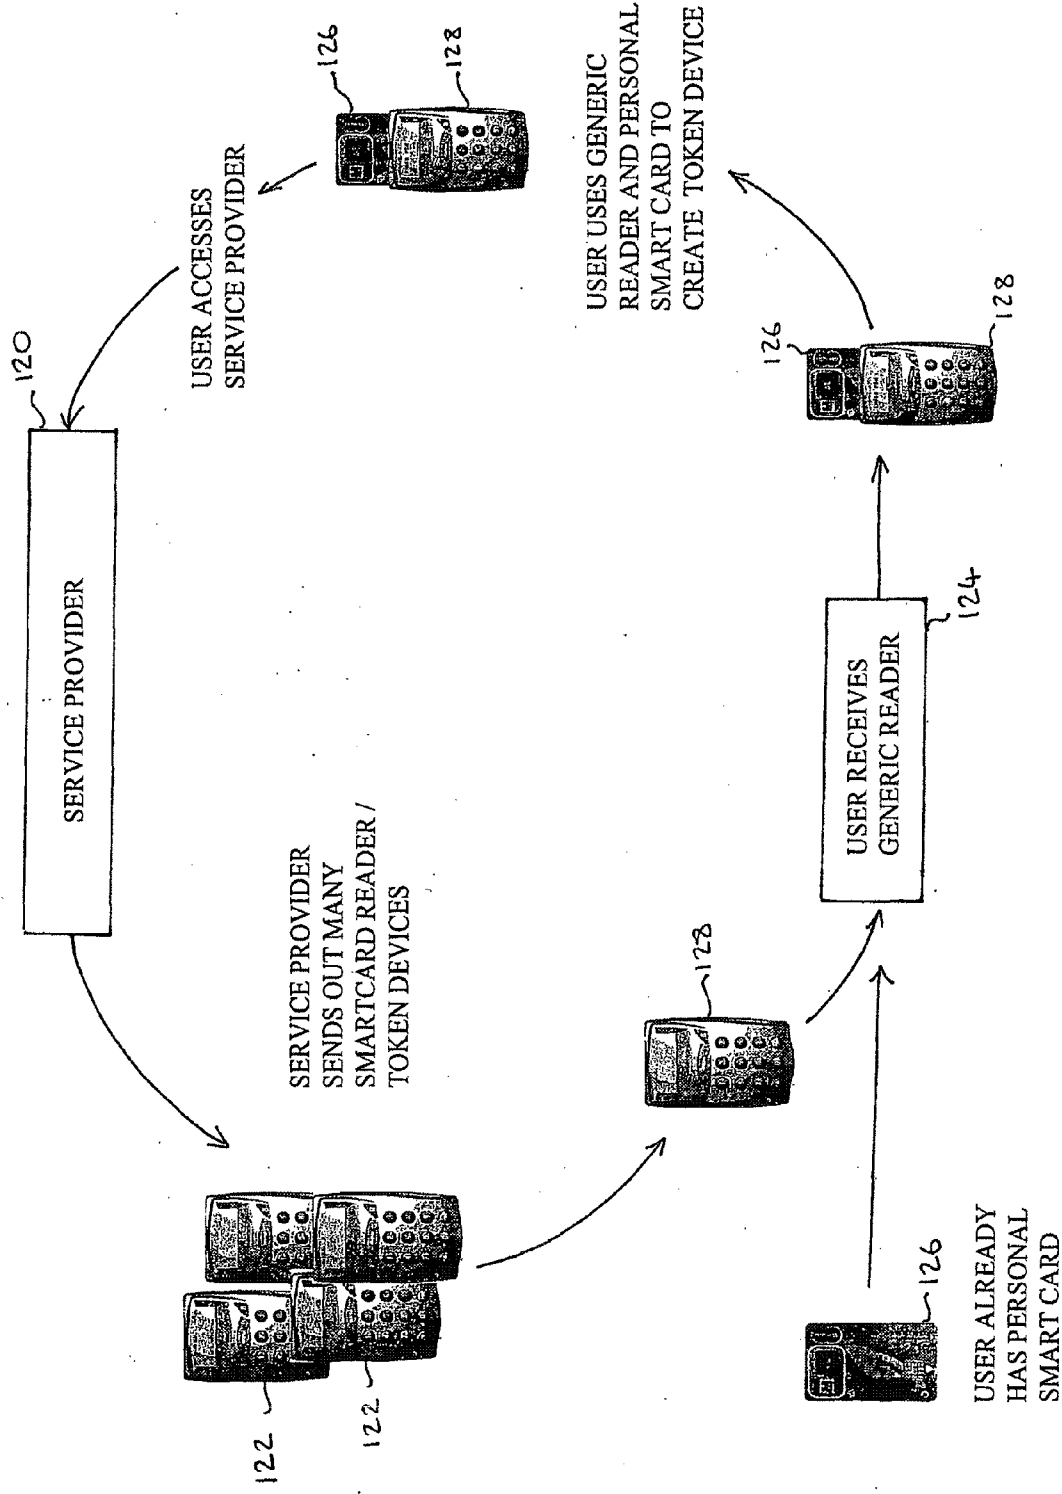 SERVICE PROVIDER
120
SERVICE PROVIDER
SENDS OUT MANY
SMARTCARD READER /
TOKEN DEVICES
USER ACCESSES
SERVICE PROVIDER
122
122
126
128
128
USER USES GENERIC
READER AND PERSONAL
SMART CARD TO
CREATE TOKEN DEVICE
126
USER ALREADY
HAS PERSONAL
SMART CARD
USER RECEIVES
GENERIC READER
124
126
128